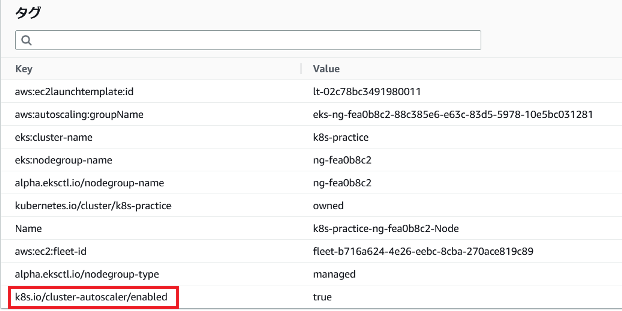 タグ
Key Value
aws:ec2launchtemplate:id lt-02c78bc3491980011
aws:autoscaling:groupName eks-ng-fea0b8c2-88c385e6-e63c-83d5-5978-10e5bc031281
eks:cluster-name k8s-practice
eks:nodegroup-name ng-fea0b8c2
alpha.eksctl.io/nodegroup-name ng-fea0b8c2
kubernetes.io/cluster/k8s-practice owned
Name k8s-practice-ng-fea0b8c2-Node
aws:ec2:fleet-id fleet-b716a624-4e26-eebc-8cba-270ace819c89
alpha.eksctl.io/nodegroup-type managed
k8s.io/cluster-autoscaler/enabled true